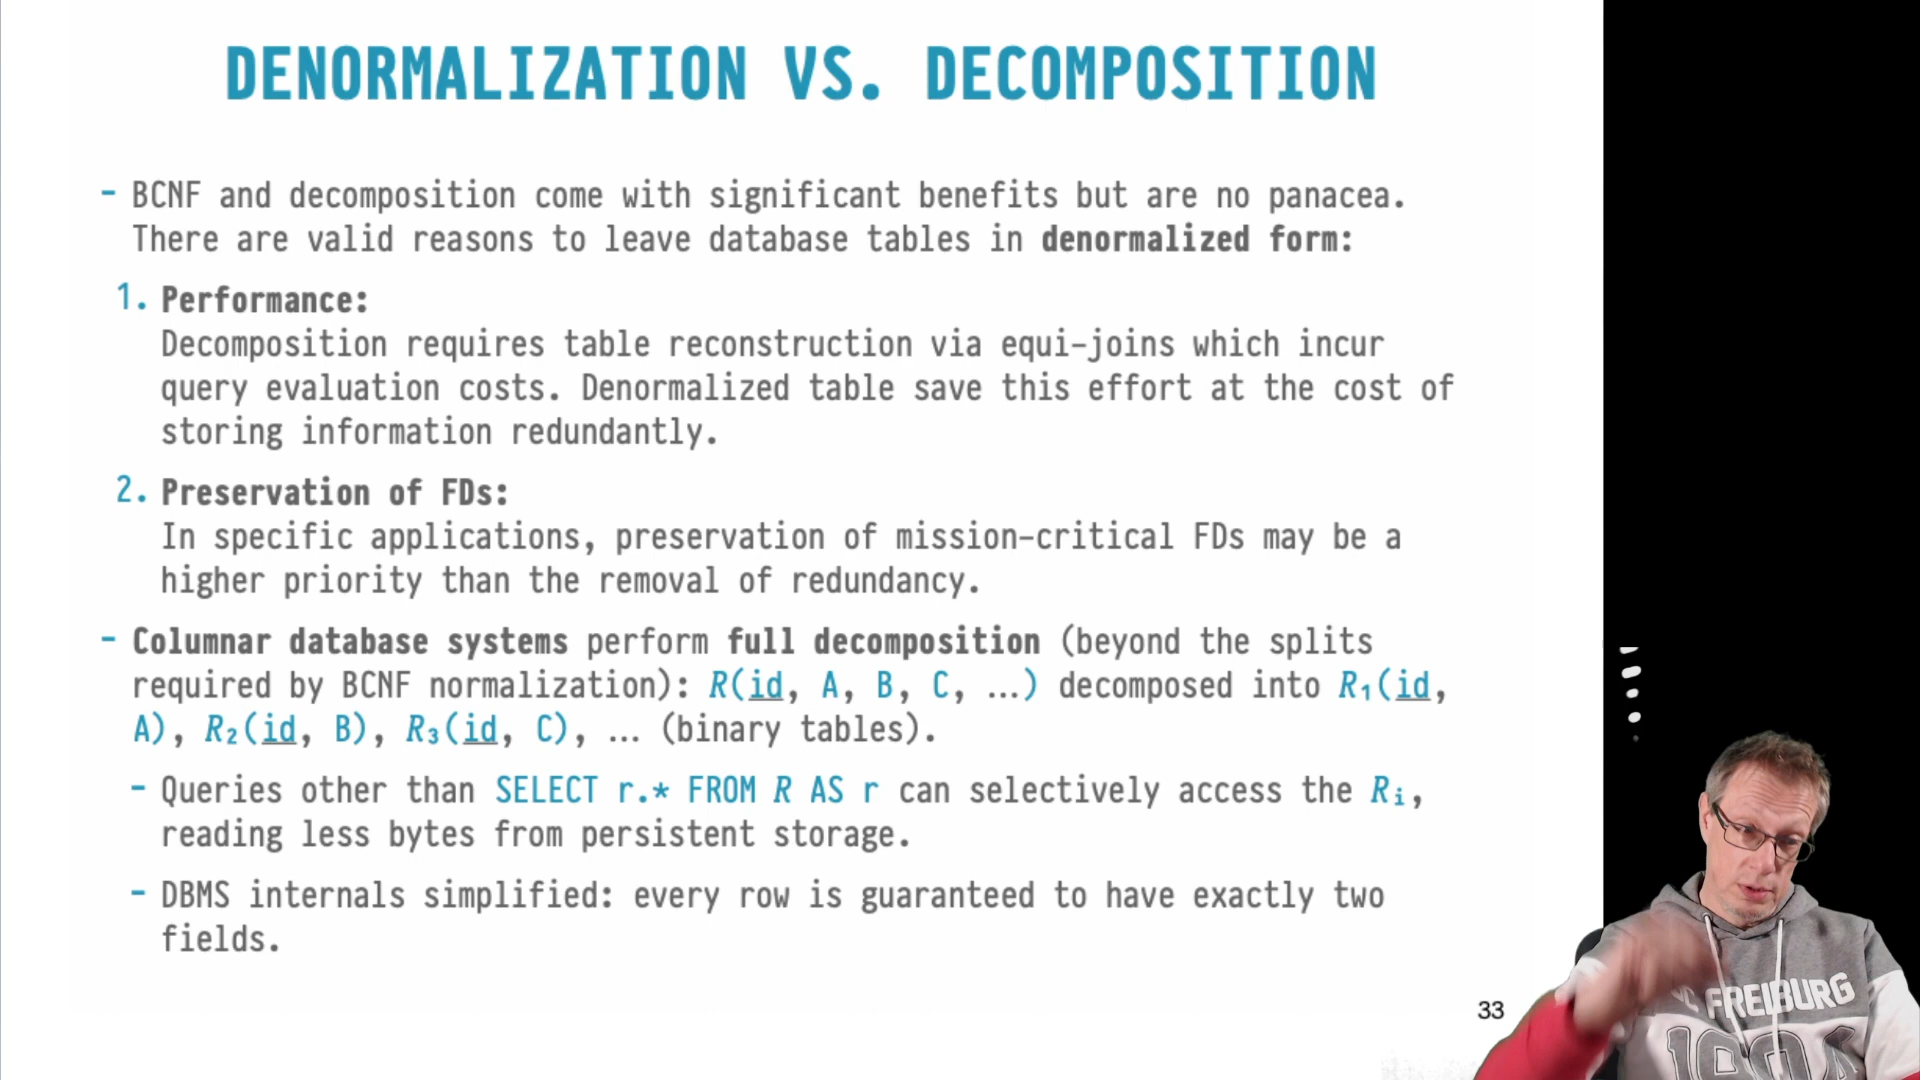 DENORMALIZATION VS. DECOMPOSITION
- BCNF and decomposition come with significant benefits but are no panacea.
There are valid reasons to leave database tables in denormalized form:
1. Performance:
Decomposition requires table reconstruction via equi-joins which incur
query evaluation costs. Denormalized table save this effort at the cost of
storing information redundantly.
2. Preservation of FDs:
In specific applications, preservation of mission-critical FDs may be a
higher priority than the removal of redundancy.
- Columnar database systems perform full decomposition (beyond the splits
required by BCNF normalization): R(id, A, B, C, …) decomposed into R₁(id,
A), R₂(id, B), R₃(id, C), … (binary tables).
- Queries other than SELECT r.* FROM R AS r can selectively access the Rᵢ,
reading less bytes from persistent storage.
- DBMS internals simplified: every row is guaranteed to have exactly two
fields.
33
FREIBURG